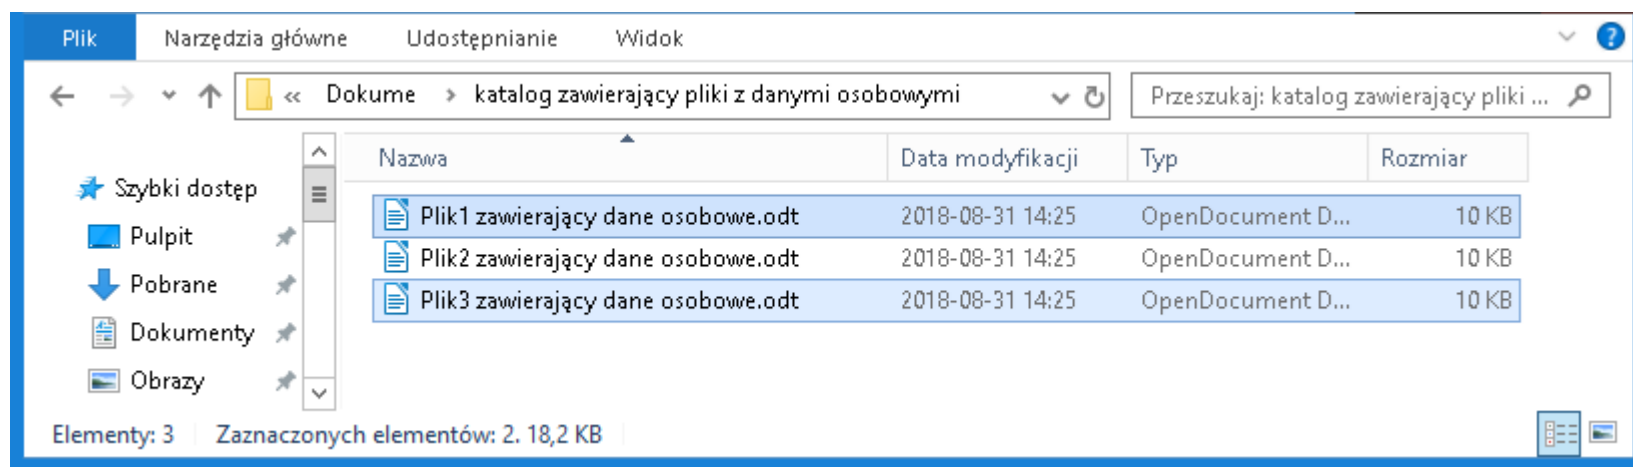 Plik Narzędzia główne Udostępnianie Widok ?
« Dokume > katalog zawierający pliki z danymi osobowymi Przeszukaj: katalog zawierający pliki ...
Nazwa Data modyfikacji Typ Rozmiar
Szybki dostęp
Pulpit
Pobrane
Dokumenty
Obrazy
Plik1 zawierający dane osobowe.odt 2018-08-31 14:25 OpenDocument D... 10 KB
Plik2 zawierający dane osobowe.odt 2018-08-31 14:25 OpenDocument D... 10 KB
Plik3 zawierający dane osobowe.odt 2018-08-31 14:25 OpenDocument D... 10 KB
Elementy: 3 Zaznaczonych elementów: 2. 18,2 KB